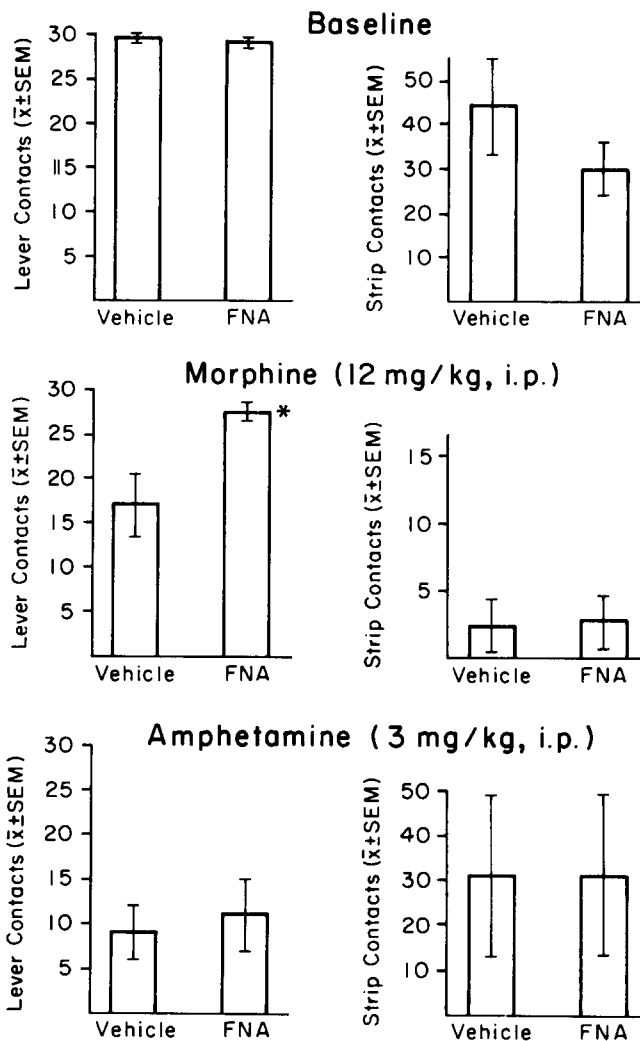 Baseline
Lever Contacts (x̄±SEM)
30
25
20
15
10
5
Vehicle FNA
Strip Contacts (x̄±SEM)
50
40
30
20
10
Vehicle FNA
Morphine (12 mg/kg, i.p.)
Lever Contacts (x̄±SEM)
30
25
20
15
10
5
*
Vehicle FNA
Strip Contacts (x̄±SEM)
15
10
5
Vehicle FNA
Amphetamine (3 mg/kg, i.p.)
Lever Contacts (x̄±SEM)
30
25
20
15
10
5
Vehicle FNA
Strip Contacts (x̄±SEM)
50
40
30
20
10
Vehicle FNA